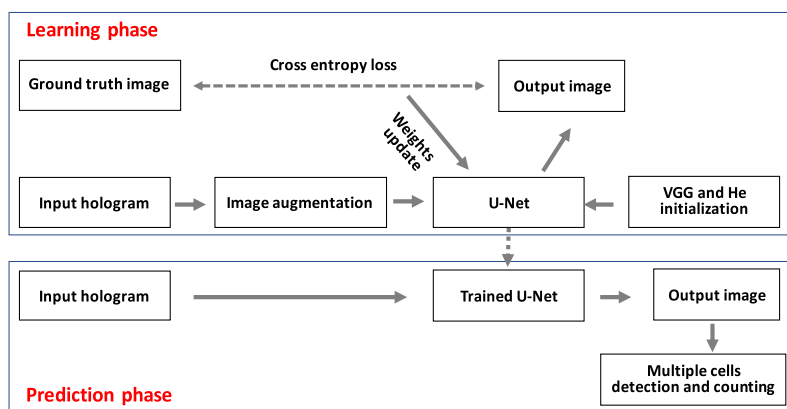 Learning phase
Cross entropy loss
Ground truth image
Output image
Weights
update
Input hologram
Image augmentation
U-Net
VGG and He
initialization
Input hologram
Trained U-Net
Output image
Multiple cells
detection and counting
Prediction phase